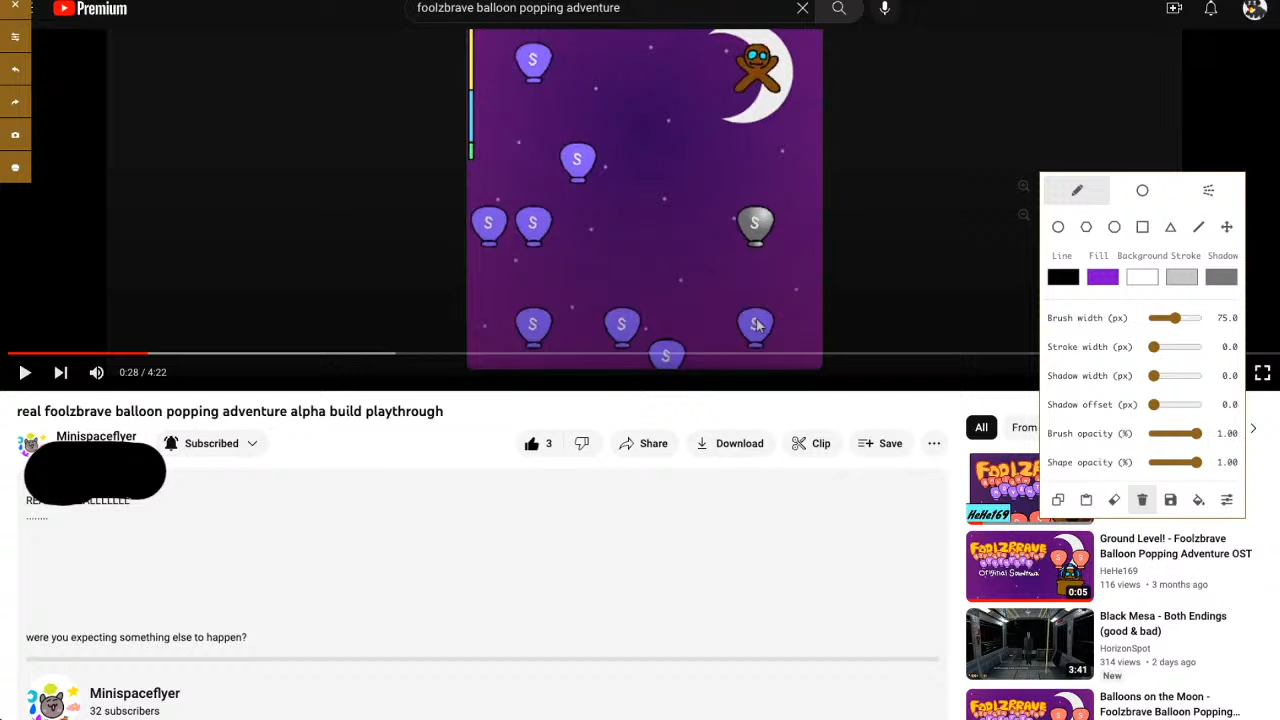 Premium
foolzbrave balloon popping adventure
S
S
S S S
S S S
S
0:28 / 4:22
real foolzbrave balloon popping adventure alpha build playthrough
Minispaceflyer
Subscribed
3
Share
Download
Clip
Save
........
were you expecting something else to happen?
Minispaceflyer
32 subscribers
All
From
HeHe169
Ground Level! - Foolzbrave
Balloon Popping Adventure OST
HeHe169
116 views • 3 months ago
FOOLZBRAVE
Original Soundtrack
0:05
Black Mesa - Both Endings
(good & bad)
HorizonSpot
314 views • 2 days ago
New
3:41
Balloons on the Moon -
Foolzbrave Balloon Popping...
Line Fill Background Stroke Shadow
Brush width (px) 75.0
Stroke width (px) 0.0
Shadow width (px) 0.0
Shadow offset (px) 0.0
Brush opacity (%) 1.00
Shape opacity (%) 1.00